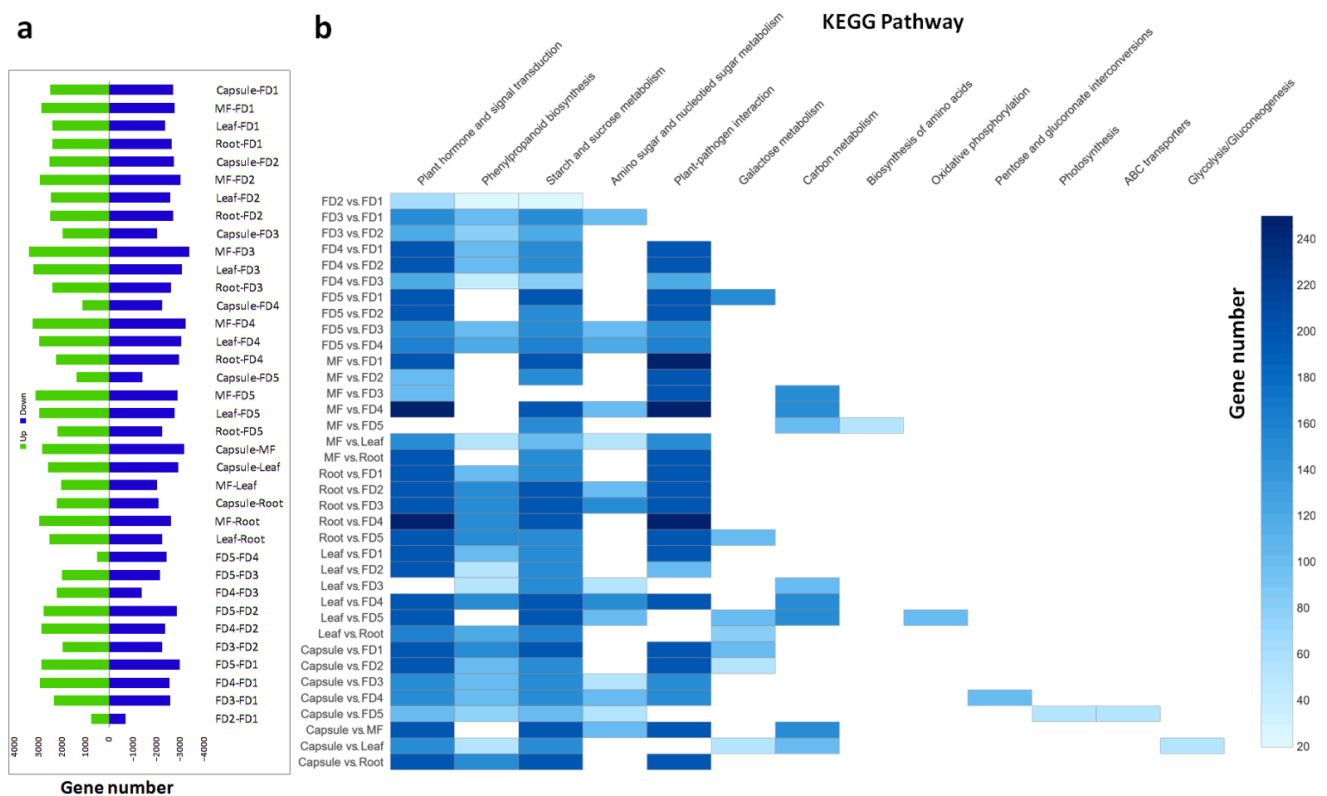 a
Capsule-FD1
MF-FD1
Leaf-FD1
Root-FD1
Capsule-FD2
MF-FD2
Leaf-FD2
Root-FD2
Capsule-FD3
MF-FD3
Leaf-FD3
Root-FD3
Capsule-FD4
MF-FD4
Leaf-FD4
Root-FD4
Capsule-FD5
MF-FD5
Leaf-FD5
Root-FD5
Capsule-MF
Capsule-Leaf
MF-Leaf
Capsule-Root
MF-Root
Leaf-Root
FD5-FD4
FD5-FD3
FD4-FD3
FD5-FD2
FD4-FD2
FD3-FD2
FD5-FD1
FD4-FD1
FD3-FD1
FD2-FD1
Up Down
4000 3000 2000 1000 0 -1000 -2000 -3000 -4000
Gene number
b
KEGG Pathway
Plant hormone and signal transduction
Phenylpropanoid biosynthesis
Starch and sucrose metabolism
Amino sugar and nucleotied sugar metabolism
Plant-pathogen interaction
Galactose metabolism
Carbon metabolism
Biosynthesis of amino acids
Oxidative phosphorylation
Pentose and gluconate interconversions
Photosynthesis
ABC transporters
Glycolysis/Gluconeogenesis
FD2 vs. FD1
FD3 vs. FD1
FD3 vs. FD2
FD4 vs. FD1
FD4 vs. FD2
FD4 vs. FD3
FD5 vs. FD1
FD5 vs. FD2
FD5 vs. FD3
FD5 vs. FD4
MF vs. FD1
MF vs. FD2
MF vs. FD3
MF vs. FD4
MF vs. FD5
MF vs. Leaf
MF vs. Root
Root vs. FD1
Root vs. FD2
Root vs. FD3
Root vs. FD4
Root vs. FD5
Leaf vs. FD1
Leaf vs. FD2
Leaf vs. FD3
Leaf vs. FD4
Leaf vs. FD5
Leaf vs. Root
Capsule vs. FD1
Capsule vs. FD2
Capsule vs. FD3
Capsule vs. FD4
Capsule vs. FD5
Capsule vs. MF
Capsule vs. Leaf
Capsule vs. Root
Gene number
240
220
200
180
160
140
120
100
80
60
40
20